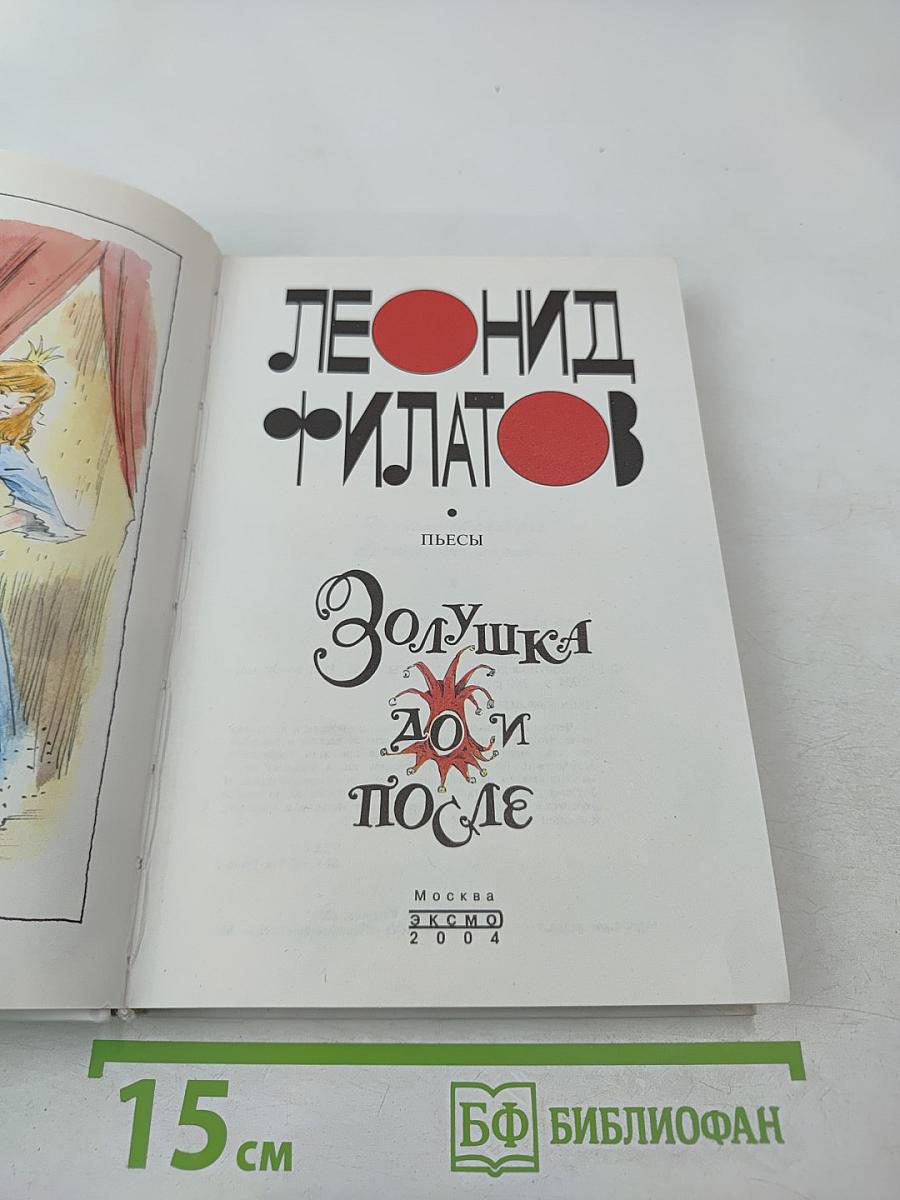 ЛЕОНИД
ФИЛАТОВ
•
ПЬЕСЫ
ЗОЛУШКА
ДО И
ПОСЛЕ
Москва
ЭКСМО
2004
15 см
БФ БИБЛИОФАН